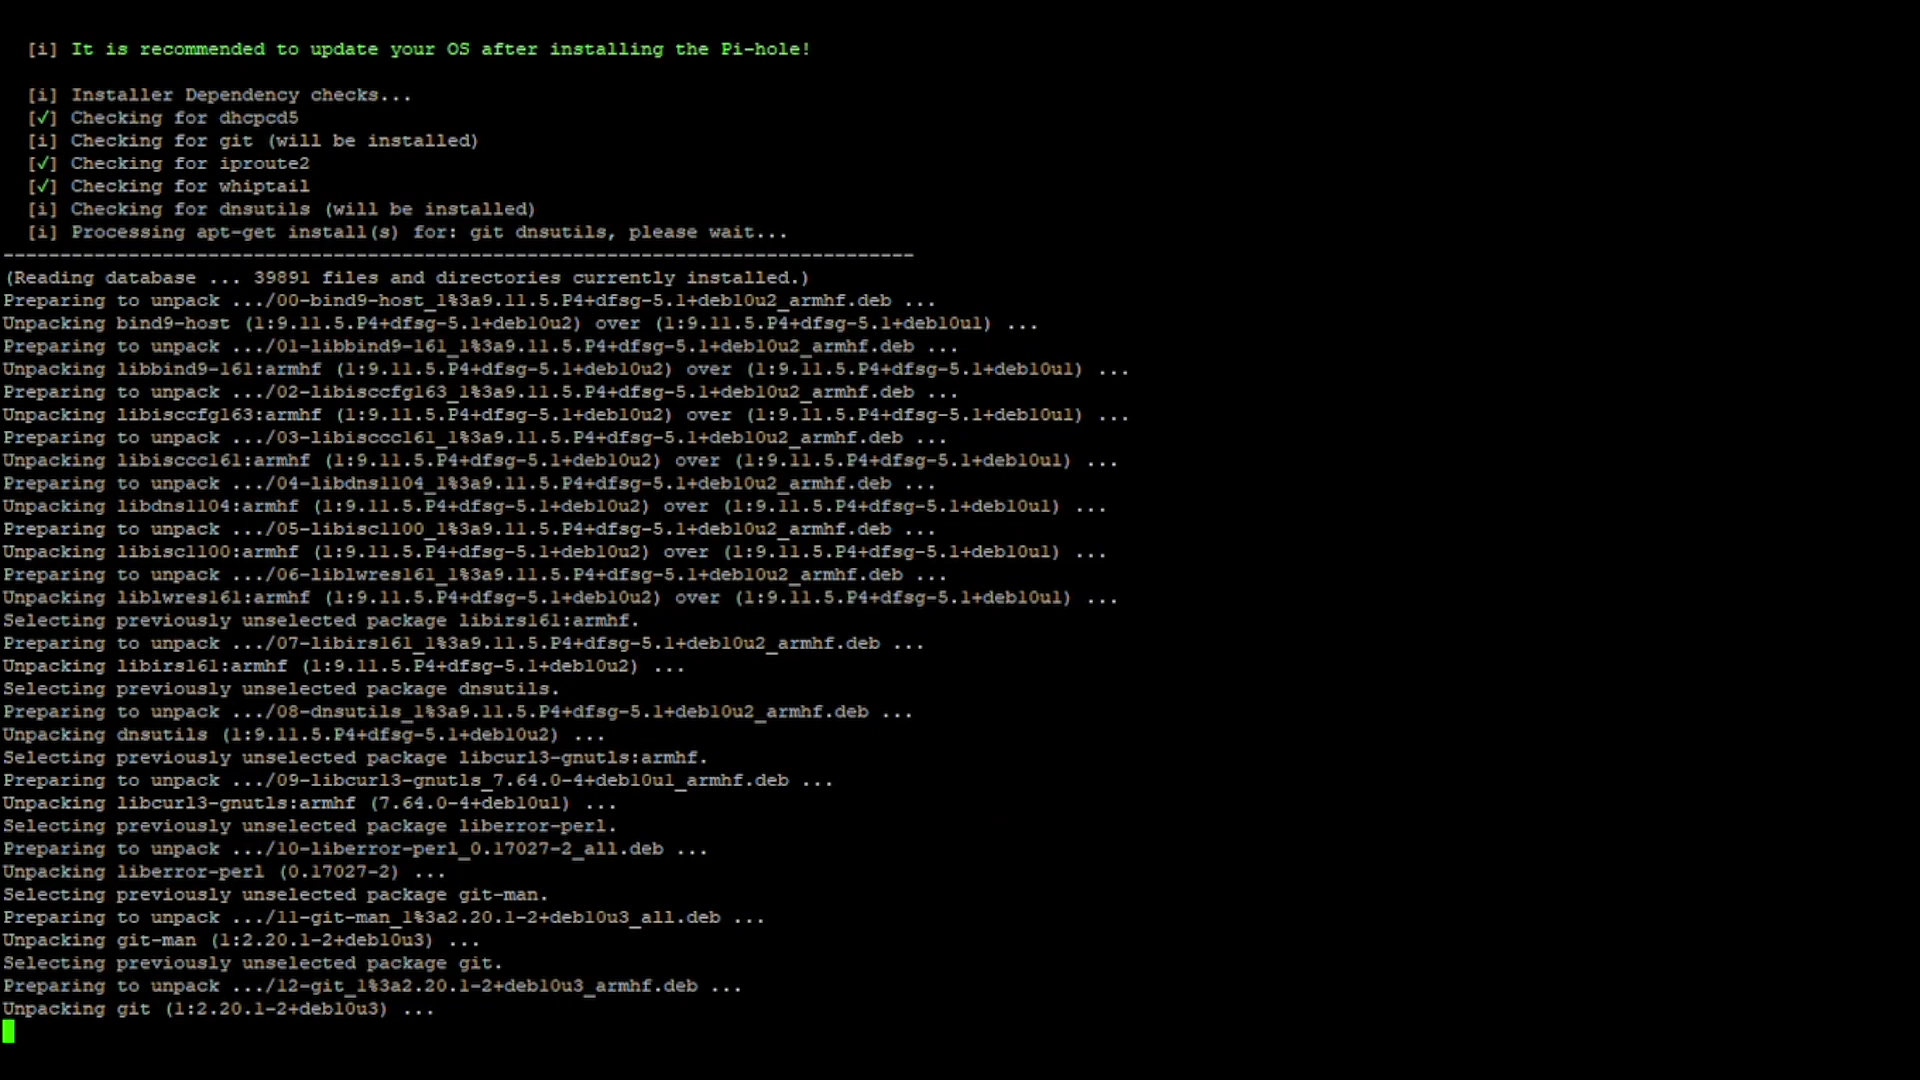 [i] It is recommended to update your OS after installing the Pi-hole!
[i] Installer Dependency checks...
[✓] Checking for dhcpcd5
[i] Checking for git (will be installed)
[✓] Checking for iproute2
[✓] Checking for whiptail
[i] Checking for dnsutils (will be installed)
[i] Processing apt-get install(s) for: git dnsutils, please wait...
--------------------------------------------------------------------------------
(Reading database ... 39891 files and directories currently installed.)
Preparing to unpack .../00-bind9-host_1%3a9.11.5.P4+dfsg-5.1+deb10u2_armhf.deb ...
Unpacking bind9-host (1:9.11.5.P4+dfsg-5.1+deb10u2) over (1:9.11.5.P4+dfsg-5.1+deb10u1) ...
Preparing to unpack .../01-libbind9-161_1%3a9.11.5.P4+dfsg-5.1+deb10u2_armhf.deb ...
Unpacking libbind9-161:armhf (1:9.11.5.P4+dfsg-5.1+deb10u2) over (1:9.11.5.P4+dfsg-5.1+deb10u1) ...
Preparing to unpack .../02-libisccfg163_1%3a9.11.5.P4+dfsg-5.1+deb10u2_armhf.deb ...
Unpacking libisccfg163:armhf (1:9.11.5.P4+dfsg-5.1+deb10u2) over (1:9.11.5.P4+dfsg-5.1+deb10u1) ...
Preparing to unpack .../03-libisccc161_1%3a9.11.5.P4+dfsg-5.1+deb10u2_armhf.deb ...
Unpacking libisccc161:armhf (1:9.11.5.P4+dfsg-5.1+deb10u2) over (1:9.11.5.P4+dfsg-5.1+deb10u1) ...
Preparing to unpack .../04-libdns1104_1%3a9.11.5.P4+dfsg-5.1+deb10u2_armhf.deb ...
Unpacking libdns1104:armhf (1:9.11.5.P4+dfsg-5.1+deb10u2) over (1:9.11.5.P4+dfsg-5.1+deb10u1) ...
Preparing to unpack .../05-libisc1100_1%3a9.11.5.P4+dfsg-5.1+deb10u2_armhf.deb ...
Unpacking libisc1100:armhf (1:9.11.5.P4+dfsg-5.1+deb10u2) over (1:9.11.5.P4+dfsg-5.1+deb10u1) ...
Preparing to unpack .../06-liblwres161_1%3a9.11.5.P4+dfsg-5.1+deb10u2_armhf.deb ...
Unpacking liblwres161:armhf (1:9.11.5.P4+dfsg-5.1+deb10u2) over (1:9.11.5.P4+dfsg-5.1+deb10u1) ...
Selecting previously unselected package libirs161:armhf.
Preparing to unpack .../07-libirs161_1%3a9.11.5.P4+dfsg-5.1+deb10u2_armhf.deb ...
Unpacking libirs161:armhf (1:9.11.5.P4+dfsg-5.1+deb10u2) ...
Selecting previously unselected package dnsutils.
Preparing to unpack .../08-dnsutils_1%3a9.11.5.P4+dfsg-5.1+deb10u2_armhf.deb ...
Unpacking dnsutils (1:9.11.5.P4+dfsg-5.1+deb10u2) ...
Selecting previously unselected package libcurl3-gnutls:armhf.
Preparing to unpack .../09-libcurl3-gnutls_7.64.0-4+deb10u1_armhf.deb ...
Unpacking libcurl3-gnutls:armhf (7.64.0-4+deb10u1) ...
Selecting previously unselected package liberror-perl.
Preparing to unpack .../10-liberror-perl_0.17027-2_all.deb ...
Unpacking liberror-perl (0.17027-2) ...
Selecting previously unselected package git-man.
Preparing to unpack .../11-git-man_1%3a2.20.1-2+deb10u3_all.deb ...
Unpacking git-man (1:2.20.1-2+deb10u3) ...
Selecting previously unselected package git.
Preparing to unpack .../12-git_1%3a2.20.1-2+deb10u3_armhf.deb ...
Unpacking git (1:2.20.1-2+deb10u3) ...